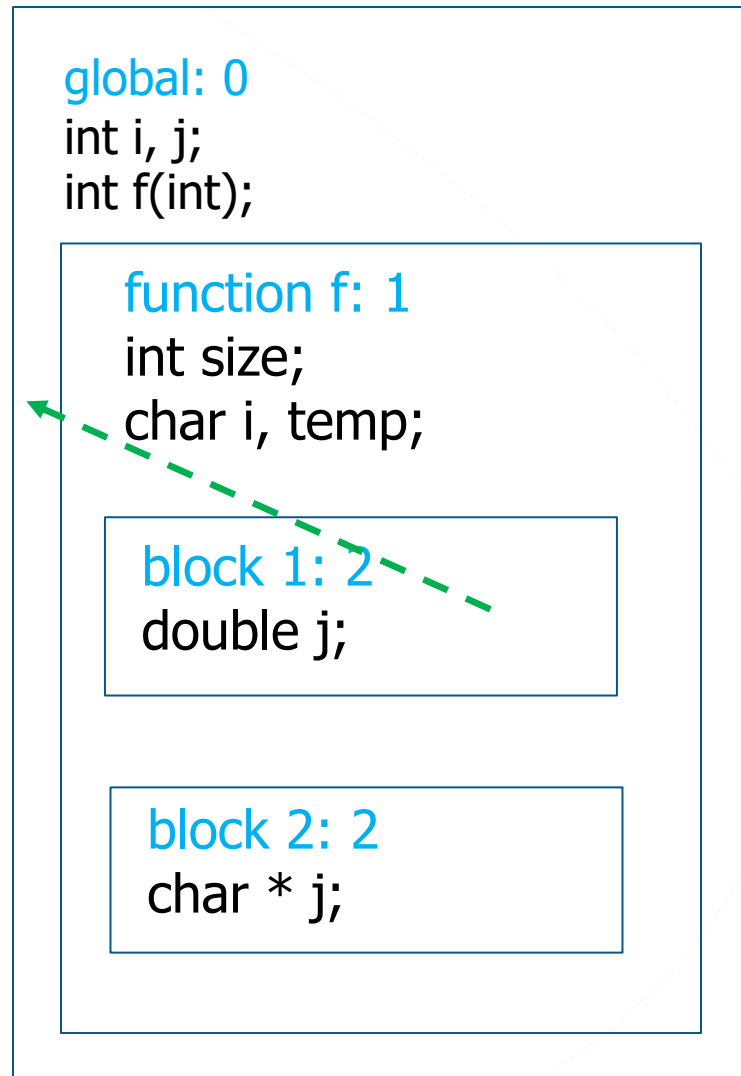 global: 0
int i, j;
int f(int);
function f: 1
int size;
char i, temp;
block 1: 2
double j;
block 2: 2
char * j;